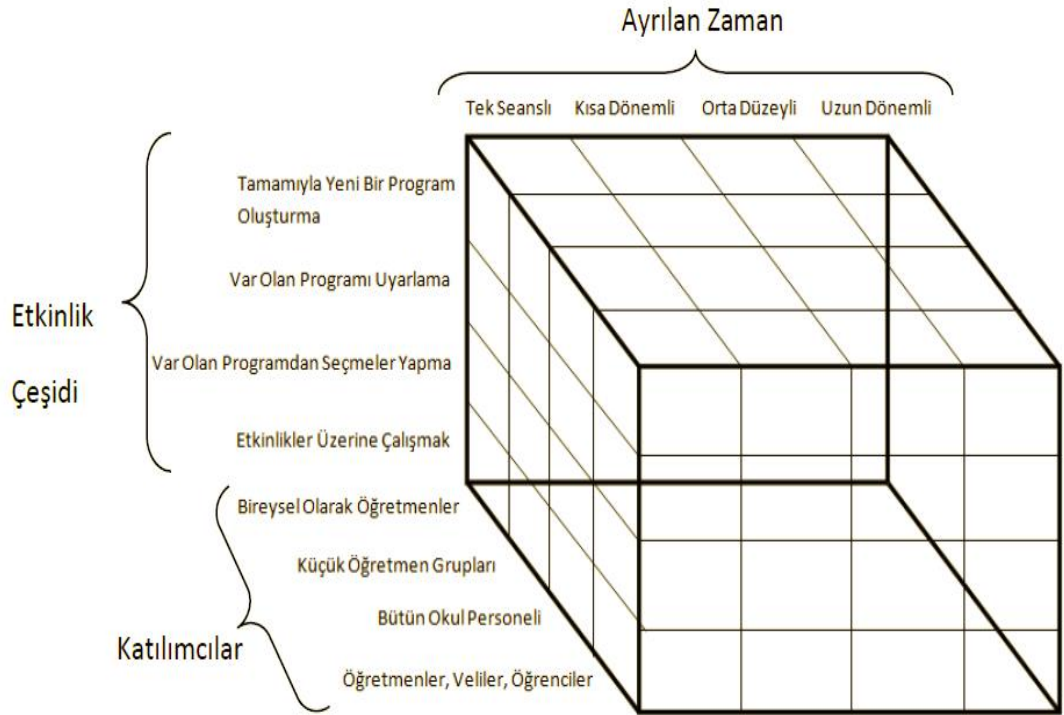 Ayrılan Zaman
Tek Seanslı Kısa Dönemli Orta Düzeyli Uzun Dönemli
Tamamıyla Yeni Bir Program
Oluşturma
Var Olan Programı Uyarlama
Etkinlik
Çeşidi
Var Olan Programdan Seçmeler Yapma
Etkinlikler Üzerine Çalışmak
Bireysel Olarak Öğretmenler
Küçük Öğretmen Grupları
Bütün Okul Personeli
Katılımcılar
Öğretmenler, Veliler, Öğrenciler